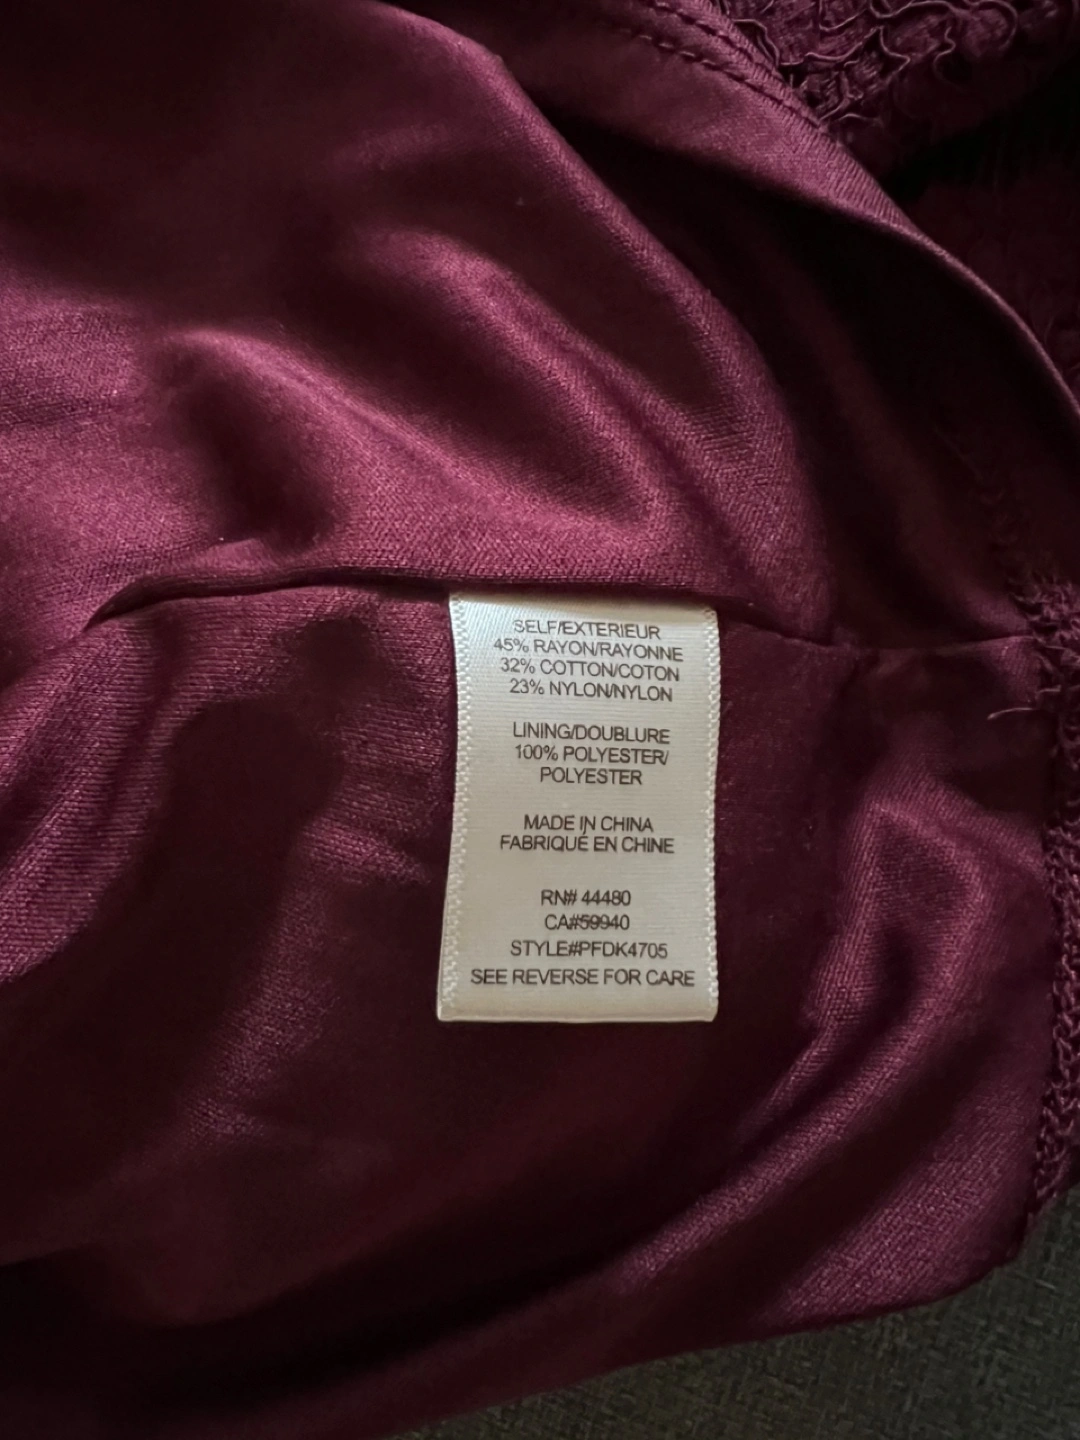 SELF/EXTERIEUR
45% RAYON/RAYONNE
32% COTTON/COTON
23% NYLON/NYLON
LINING/DOUBLURE
100% POLYESTER/
POLYESTER
MADE IN CHINA
FABRIQUÉ EN CHINE
RN# 44480
CA#59940
STYLE#PFDK4705
SEE REVERSE FOR CARE